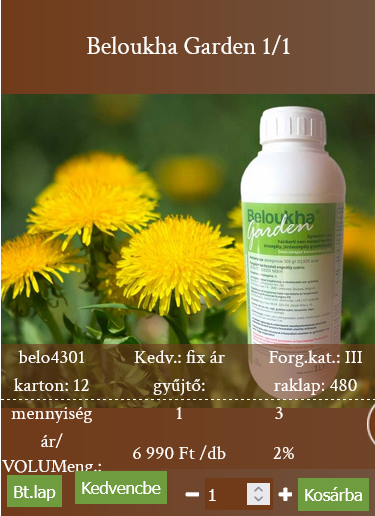 Beloukha Garden 1/1
Beloukha
Garden
belo4301 Kedv.: fix ár Forg.kat.: III
karton: 12 gyűjtő: raklap: 480
mennyiség 1 3
ár/
VOLUMeng.: 6 990 Ft /db 2%
Bt.lap Kedvencbe 1 Kosárba